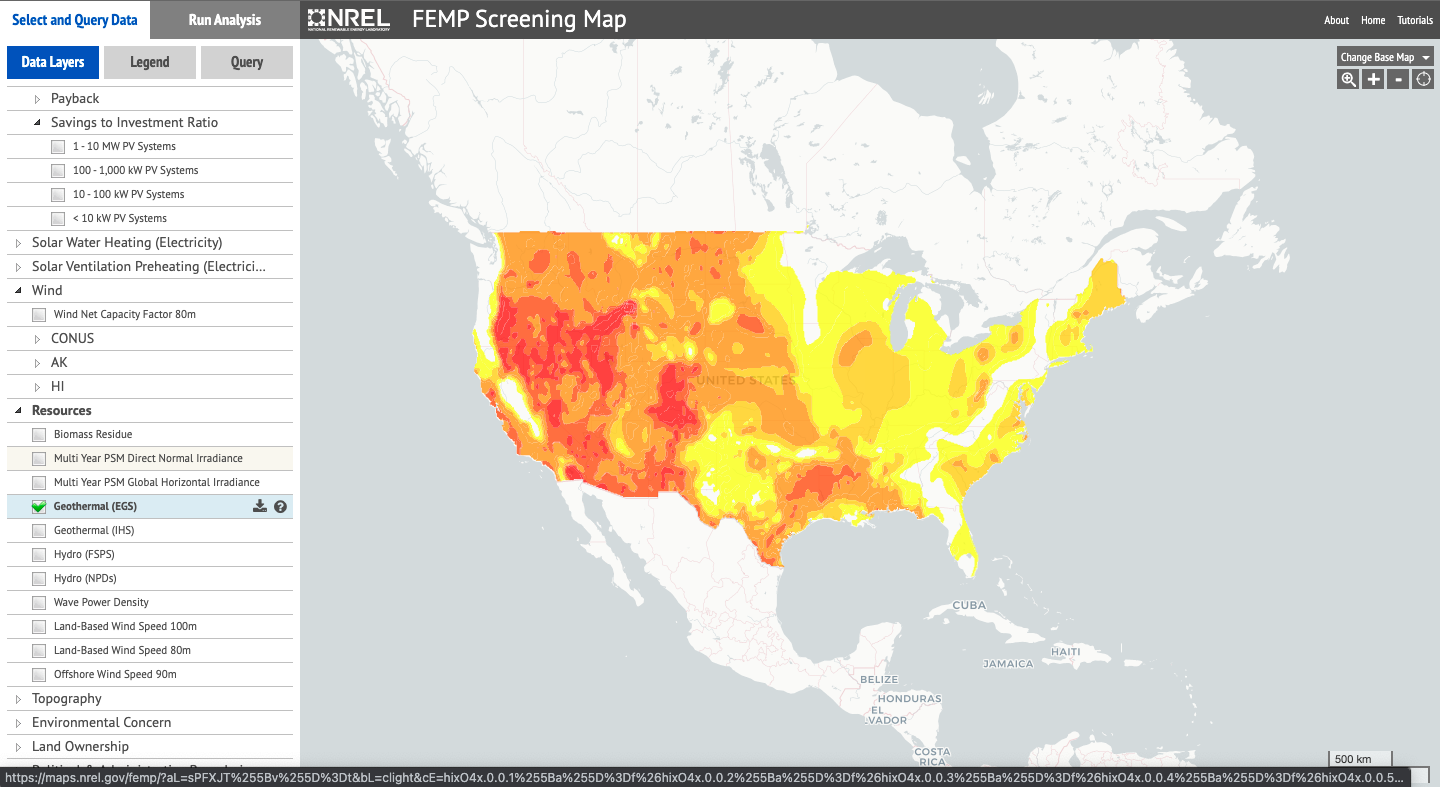 Select and Query Data
Run Analysis
NREL
NATIONAL RENEWABLE ENERGY LABORATORY
FEMP Screening Map
About
Home
Tutorials
Data Layers
Legend
Query
Payback
Savings to Investment Ratio
1 - 10 MW PV Systems
100 - 1,000 kW PV Systems
10 - 100 kW PV Systems
< 10 kW PV Systems
Solar Water Heating (Electricity)
Solar Ventilation Preheating (Electrici...
Wind
Wind Net Capacity Factor 80m
CONUS
AK
HI
Resources
Biomass Residue
Multi Year PSM Direct Normal Irradiance
Multi Year PSM Global Horizontal Irradiance
Geothermal (EGS)
Geothermal (IHS)
Hydro (FSPS)
Hydro (NPDs)
Wave Power Density
Land-Based Wind Speed 100m
Land-Based Wind Speed 80m
Offshore Wind Speed 90m
Topography
Environmental Concern
Land Ownership
Change Base Map
UNITED STATES
CUBA
HAITI
JAMAICA
BELIZE
HONDURAS
EL
COSTA
RICA
500 km
https://maps.nrel.gov/femp/?aL=sPFXJT%255Bv%255D%3Dt&bL=clight&cE=hixO4x.0.0.1%255Ba%255D%3Df%26hixO4x.0.0.2%255Ba%255D%3Df%26hixO4x.0.0.3%255Ba%255D%3Df%26hixO4x.0.0.4%255Ba%255D%3Df%26hixO4x.0.0.5...